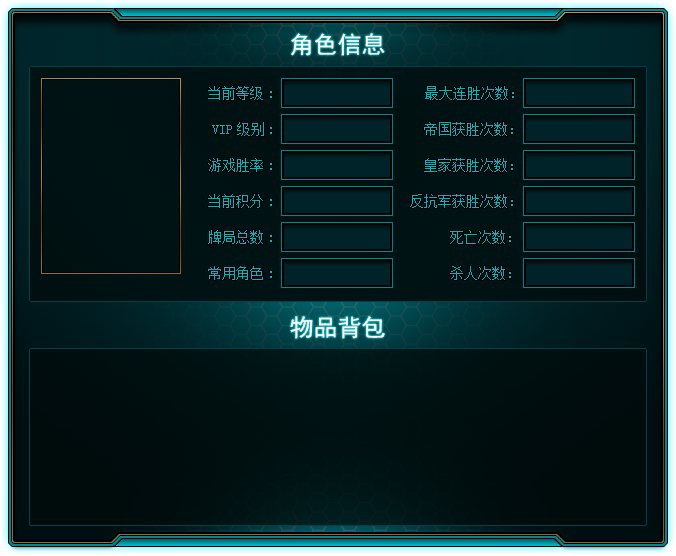 角色信息
当前等级：
最大连胜次数：
VIP 级别：
帝国获胜次数：
游戏胜率：
皇家获胜次数：
当前积分：
反抗军获胜次数：
牌局总数：
死亡次数：
常用角色：
杀人次数：
物品背包